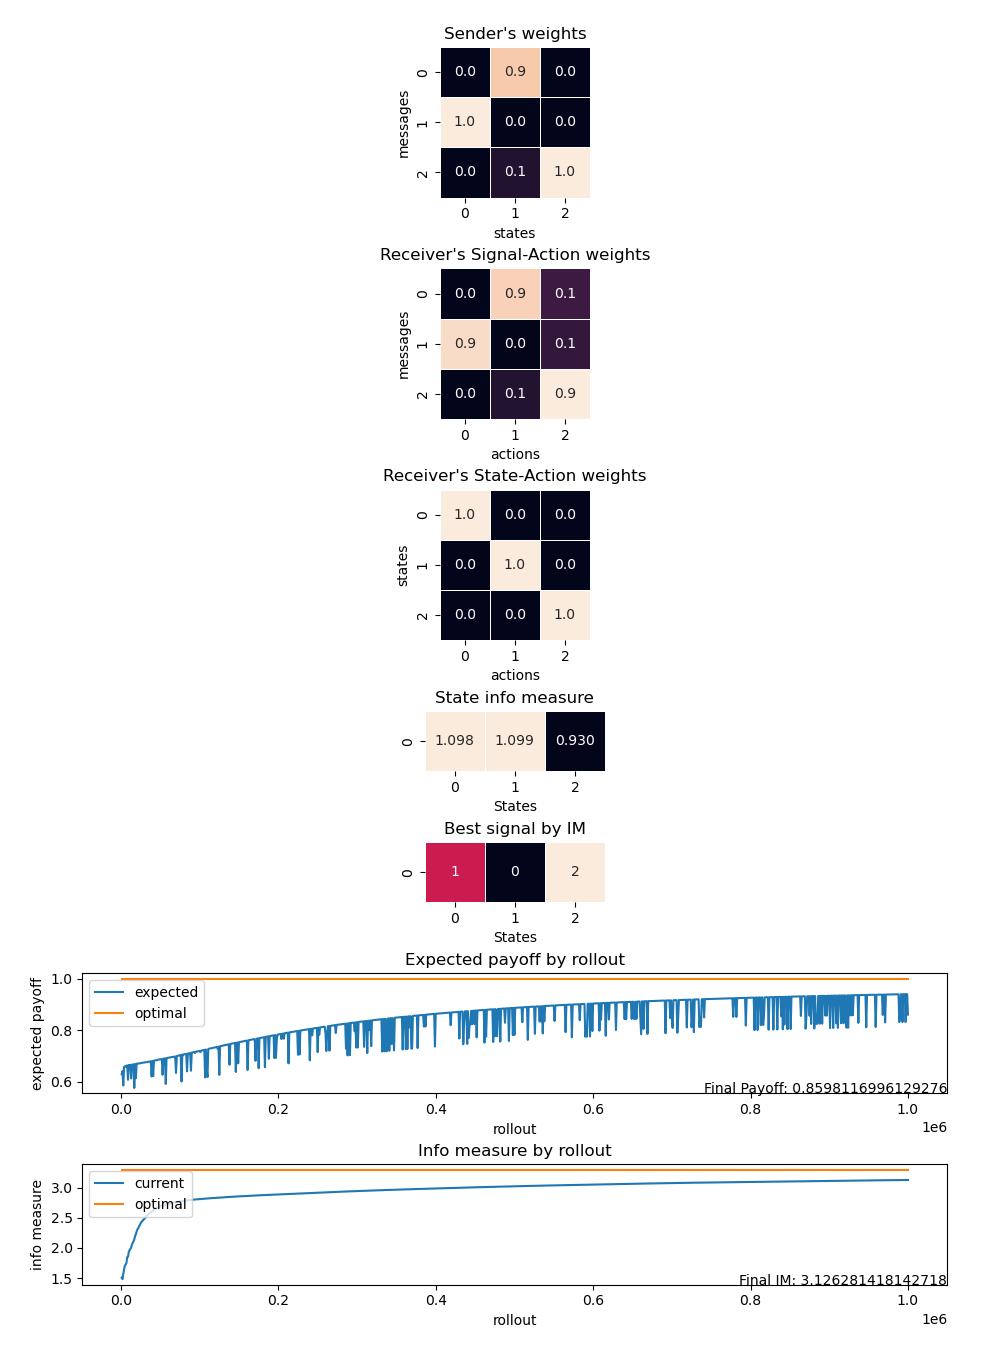 Sender's weights
messages
0 0.0 0.9 0.0
1 1.0 0.0 0.0
2 0.0 0.1 1.0
0 1 2
states
Receiver's Signal-Action weights
messages
0 0.0 0.9 0.1
1 0.9 0.0 0.1
2 0.0 0.1 0.9
0 1 2
actions
Receiver's State-Action weights
states
0 1.0 0.0 0.0
1 0.0 1.0 0.0
2 0.0 0.0 1.0
0 1 2
actions
State info measure
0 1.098 1.099 0.930
0 1 2
States
Best signal by IM
0 1 0 2
0 1 2
States
Expected payoff by rollout
expected payoff
1.0
0.8
0.6
expected
optimal
Final Payoff: 0.8598116996129276
0.0 0.2 0.4 0.6 0.8 1.0
1e6
rollout
Info measure by rollout
info measure
3.0
2.5
2.0
1.5
current
optimal
Final IM: 3.126281418142718
0.0 0.2 0.4 0.6 0.8 1.0
1e6
rollout